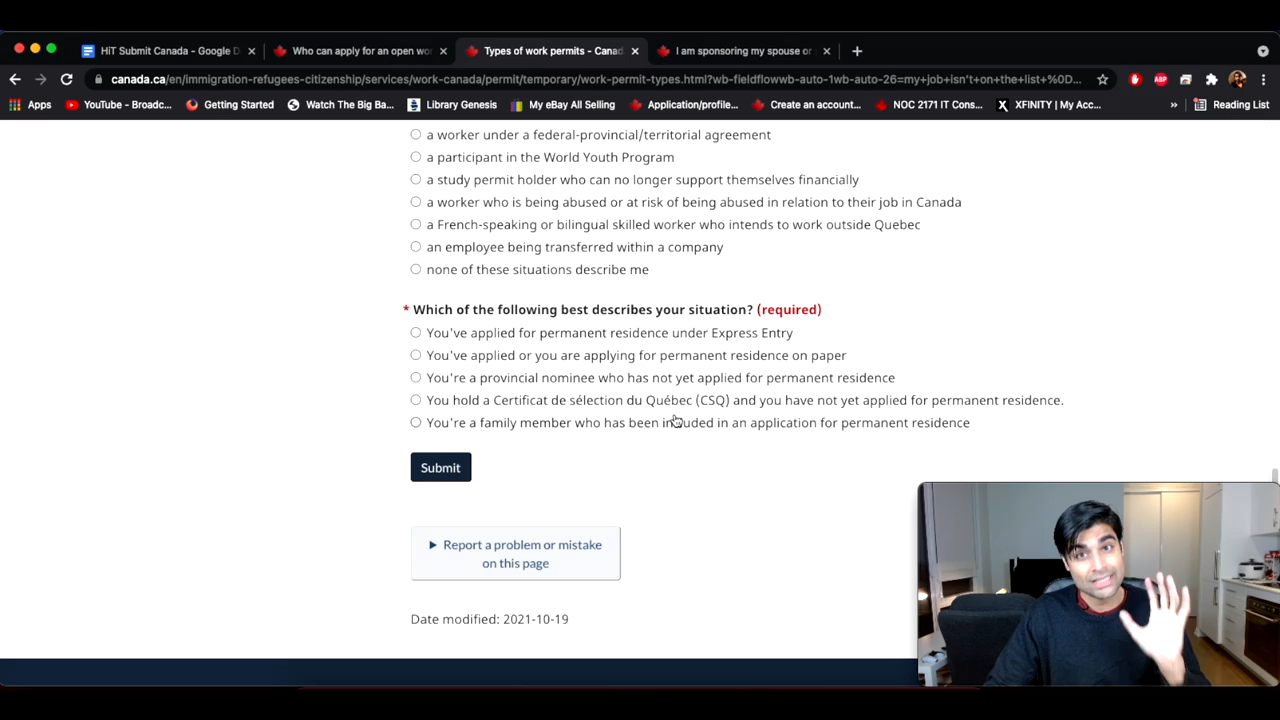 HiT Submit Canada - Google D
Who can apply for an open wo
Types of work permits - Canad
I am sponsoring my spouse or
canada.ca/en/immigration-refugees-citizenship/services/work-canada/permit/temporary/work-permit-types.html?wb-fieldflowwb-auto-1wb-auto-26=my+job+isn't+on+the+list+%0D...
ABP
Apps
YouTube - Broadc...
Getting Started
Watch The Big Ba...
Library Genesis
My eBay All Selling
Application/profile...
Create an account...
NOC 2171 IT Cons...
XFINITY | My Acc...
»
Reading List
a worker under a federal-provincial/territorial agreement
a participant in the World Youth Program
a study permit holder who can no longer support themselves financially
a worker who is being abused or at risk of being abused in relation to their job in Canada
a French-speaking or bilingual skilled worker who intends to work outside Quebec
an employee being transferred within a company
none of these situations describe me
* Which of the following best describes your situation? (required)
You've applied for permanent residence under Express Entry
You've applied or you are applying for permanent residence on paper
You're a provincial nominee who has not yet applied for permanent residence
You hold a Certificat de sélection du Québec (CSQ) and you have not yet applied for permanent residence.
You're a family member who has been included in an application for permanent residence
Submit
Report a problem or mistake
on this page
Date modified: 2021-10-19